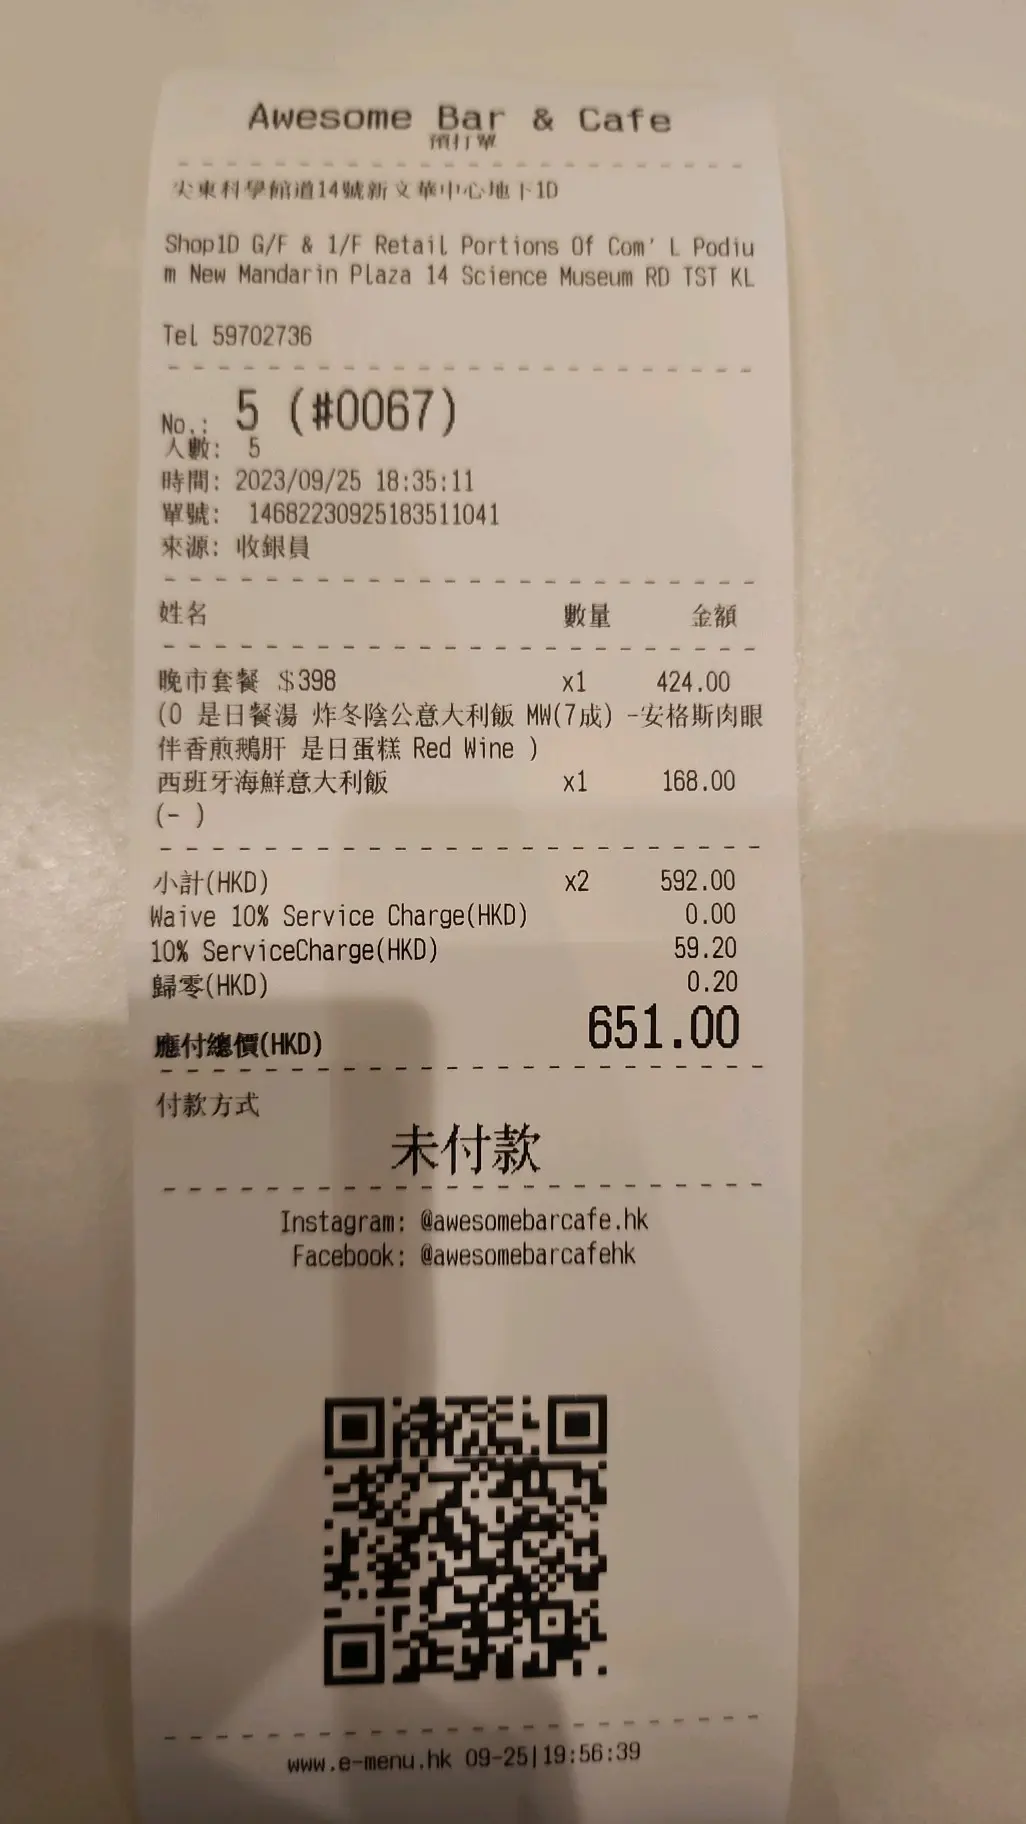 Awesome Bar & Cafe
預打單
尖東科學館道14號新文華中心地下1D
Shop1D G/F & 1/F Retail Portions Of Com' L Podiu
m New Mandarin Plaza 14 Science Museum RD TST KL
Tel 59702736
No.: 5 (#0067)
人數: 5
時間: 2023/09/25 18:35:11
單號: 14682230925183511041
來源: 收銀員
姓名 數量 金額
晚市套餐 $398 x1 424.00
(O 是日餐湯 炸冬陰公意大利飯 MW(7成) -安格斯肉眼
伴香煎鵝肝 是日蛋糕 Red Wine )
西班牙海鮮意大利飯 x1 168.00
(- )
小計(HKD) x2 592.00
Waive 10% Service Charge(HKD) 0.00
10% ServiceCharge(HKD) 59.20
歸零(HKD) 0.20
應付總價(HKD) 651.00
付款方式
未付款
Instagram: @awesomebarcafe.hk
Facebook: @awesomebarcafehk
www.e-menu.hk 09-25|19:56:39